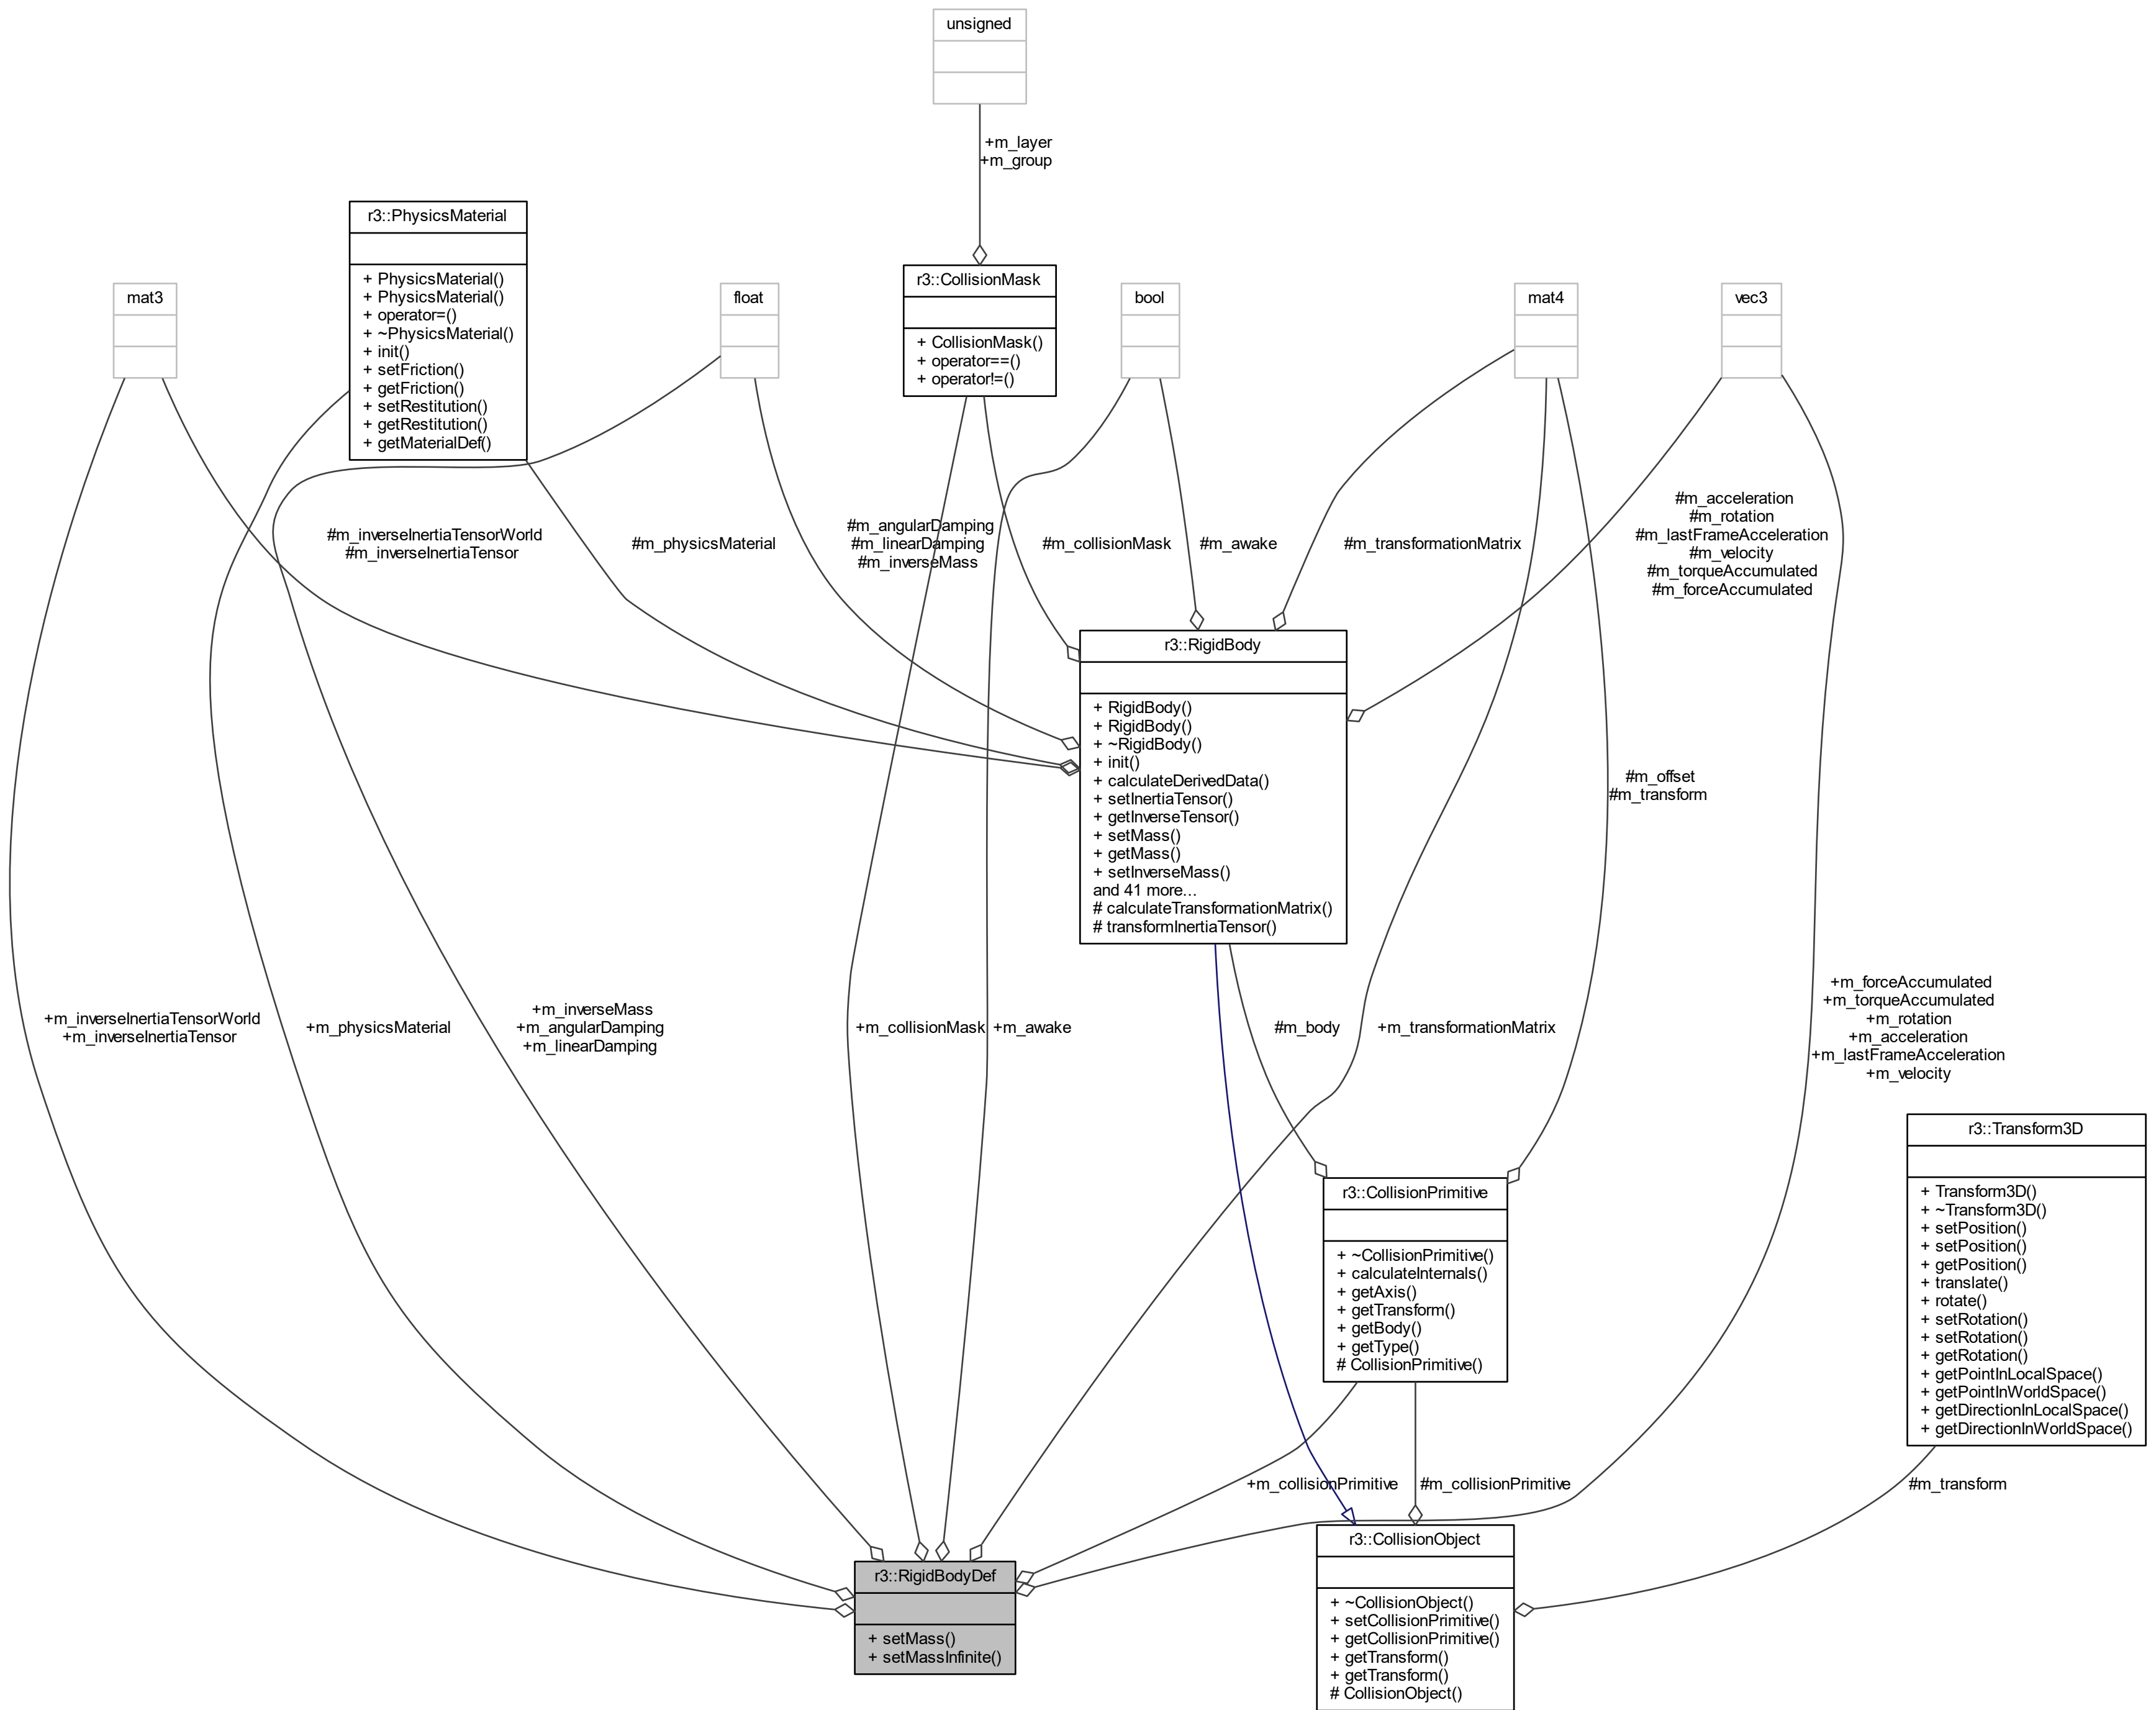 unsigned
+m_layer
+m_group
r3::PhysicsMaterial
+ PhysicsMaterial()
+ PhysicsMaterial()
+ operator=()
+ ~PhysicsMaterial()
+ init()
+ setFriction()
+ getFriction()
+ setRestitution()
+ getRestitution()
+ getMaterialDef()
r3::CollisionMask
+ CollisionMask()
+ operator==()
+ operator!=()
mat3
float
bool
mat4
vec3
#m_inverseInertiaTensorWorld
#m_inverseInertiaTensor
#m_physicsMaterial
#m_angularDamping
#m_linearDamping
#m_inverseMass
#m_collisionMask
#m_awake
#m_transformationMatrix
#m_acceleration
#m_rotation
#m_lastFrameAcceleration
#m_velocity
#m_torqueAccumulated
#m_forceAccumulated
r3::RigidBody
+ RigidBody()
+ RigidBody()
+ ~RigidBody()
+ init()
+ calculateDerivedData()
+ setInertiaTensor()
+ getInverseTensor()
+ setMass()
+ getMass()
+ setInverseMass()
and 41 more...
# calculateTransformationMatrix()
# transformInertiaTensor()
#m_offset
#m_transform
+m_inverseInertiaTensorWorld
+m_inverseInertiaTensor
+m_physicsMaterial
+m_inverseMass
+m_angularDamping
+m_linearDamping
+m_collisionMask
+m_awake
#m_body
+m_transformationMatrix
+m_forceAccumulated
+m_torqueAccumulated
+m_rotation
+m_acceleration
+m_lastFrameAcceleration
+m_velocity
r3::CollisionPrimitive
+ ~CollisionPrimitive()
+ calculateInternals()
+ getAxis()
+ getTransform()
+ getBody()
+ getType()
# CollisionPrimitive()
r3::Transform3D
+ Transform3D()
+ ~Transform3D()
+ setPosition()
+ setPosition()
+ getPosition()
+ translate()
+ rotate()
+ setRotation()
+ setRotation()
+ getRotation()
+ getPointInLocalSpace()
+ getPointInWorldSpace()
+ getDirectionInLocalSpace()
+ getDirectionInWorldSpace()
+m_collisionPrimitive
#m_collisionPrimitive
#m_transform
r3::RigidBodyDef
+ setMass()
+ setMassInfinite()
r3::CollisionObject
+ ~CollisionObject()
+ setCollisionPrimitive()
+ getCollisionPrimitive()
+ getTransform()
+ getTransform()
# CollisionObject()